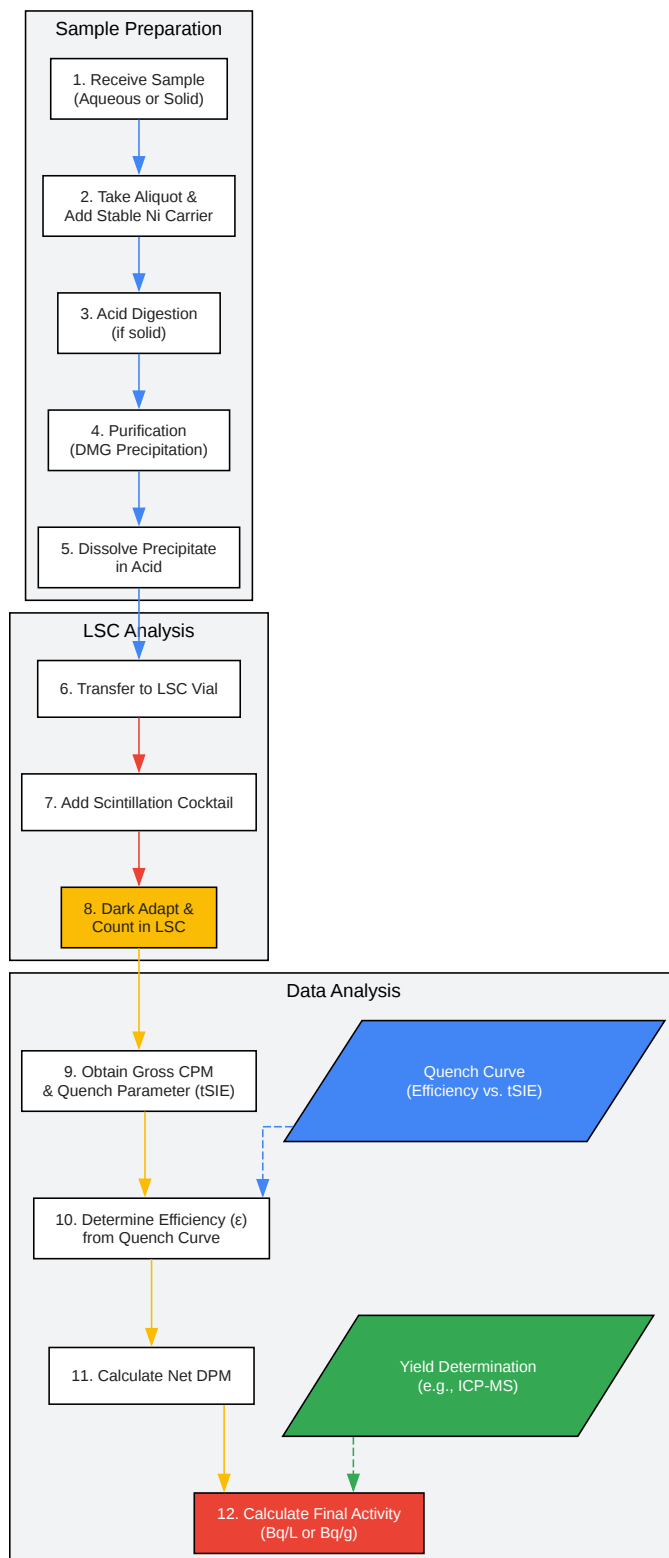 Sample Preparation
1. Receive Sample
(Aqueous or Solid)
2. Take Aliquot &
Add Stable Ni Carrier
3. Acid Digestion
(if solid)
4. Purification
(DMG Precipitation)
5. Dissolve Precipitate
in Acid
LSC Analysis
6. Transfer to LSC Vial
7. Add Scintillation Cocktail
8. Dark Adapt &
Count in LSC
Data Analysis
9. Obtain Gross CPM
& Quench Parameter (tSIE)
Quench Curve
(Efficiency vs. tSIE)
10. Determine Efficiency (ε)
from Quench Curve
11. Calculate Net DPM
Yield Determination
(e.g., ICP-MS)
12. Calculate Final Activity
(Bq/L or Bq/g)